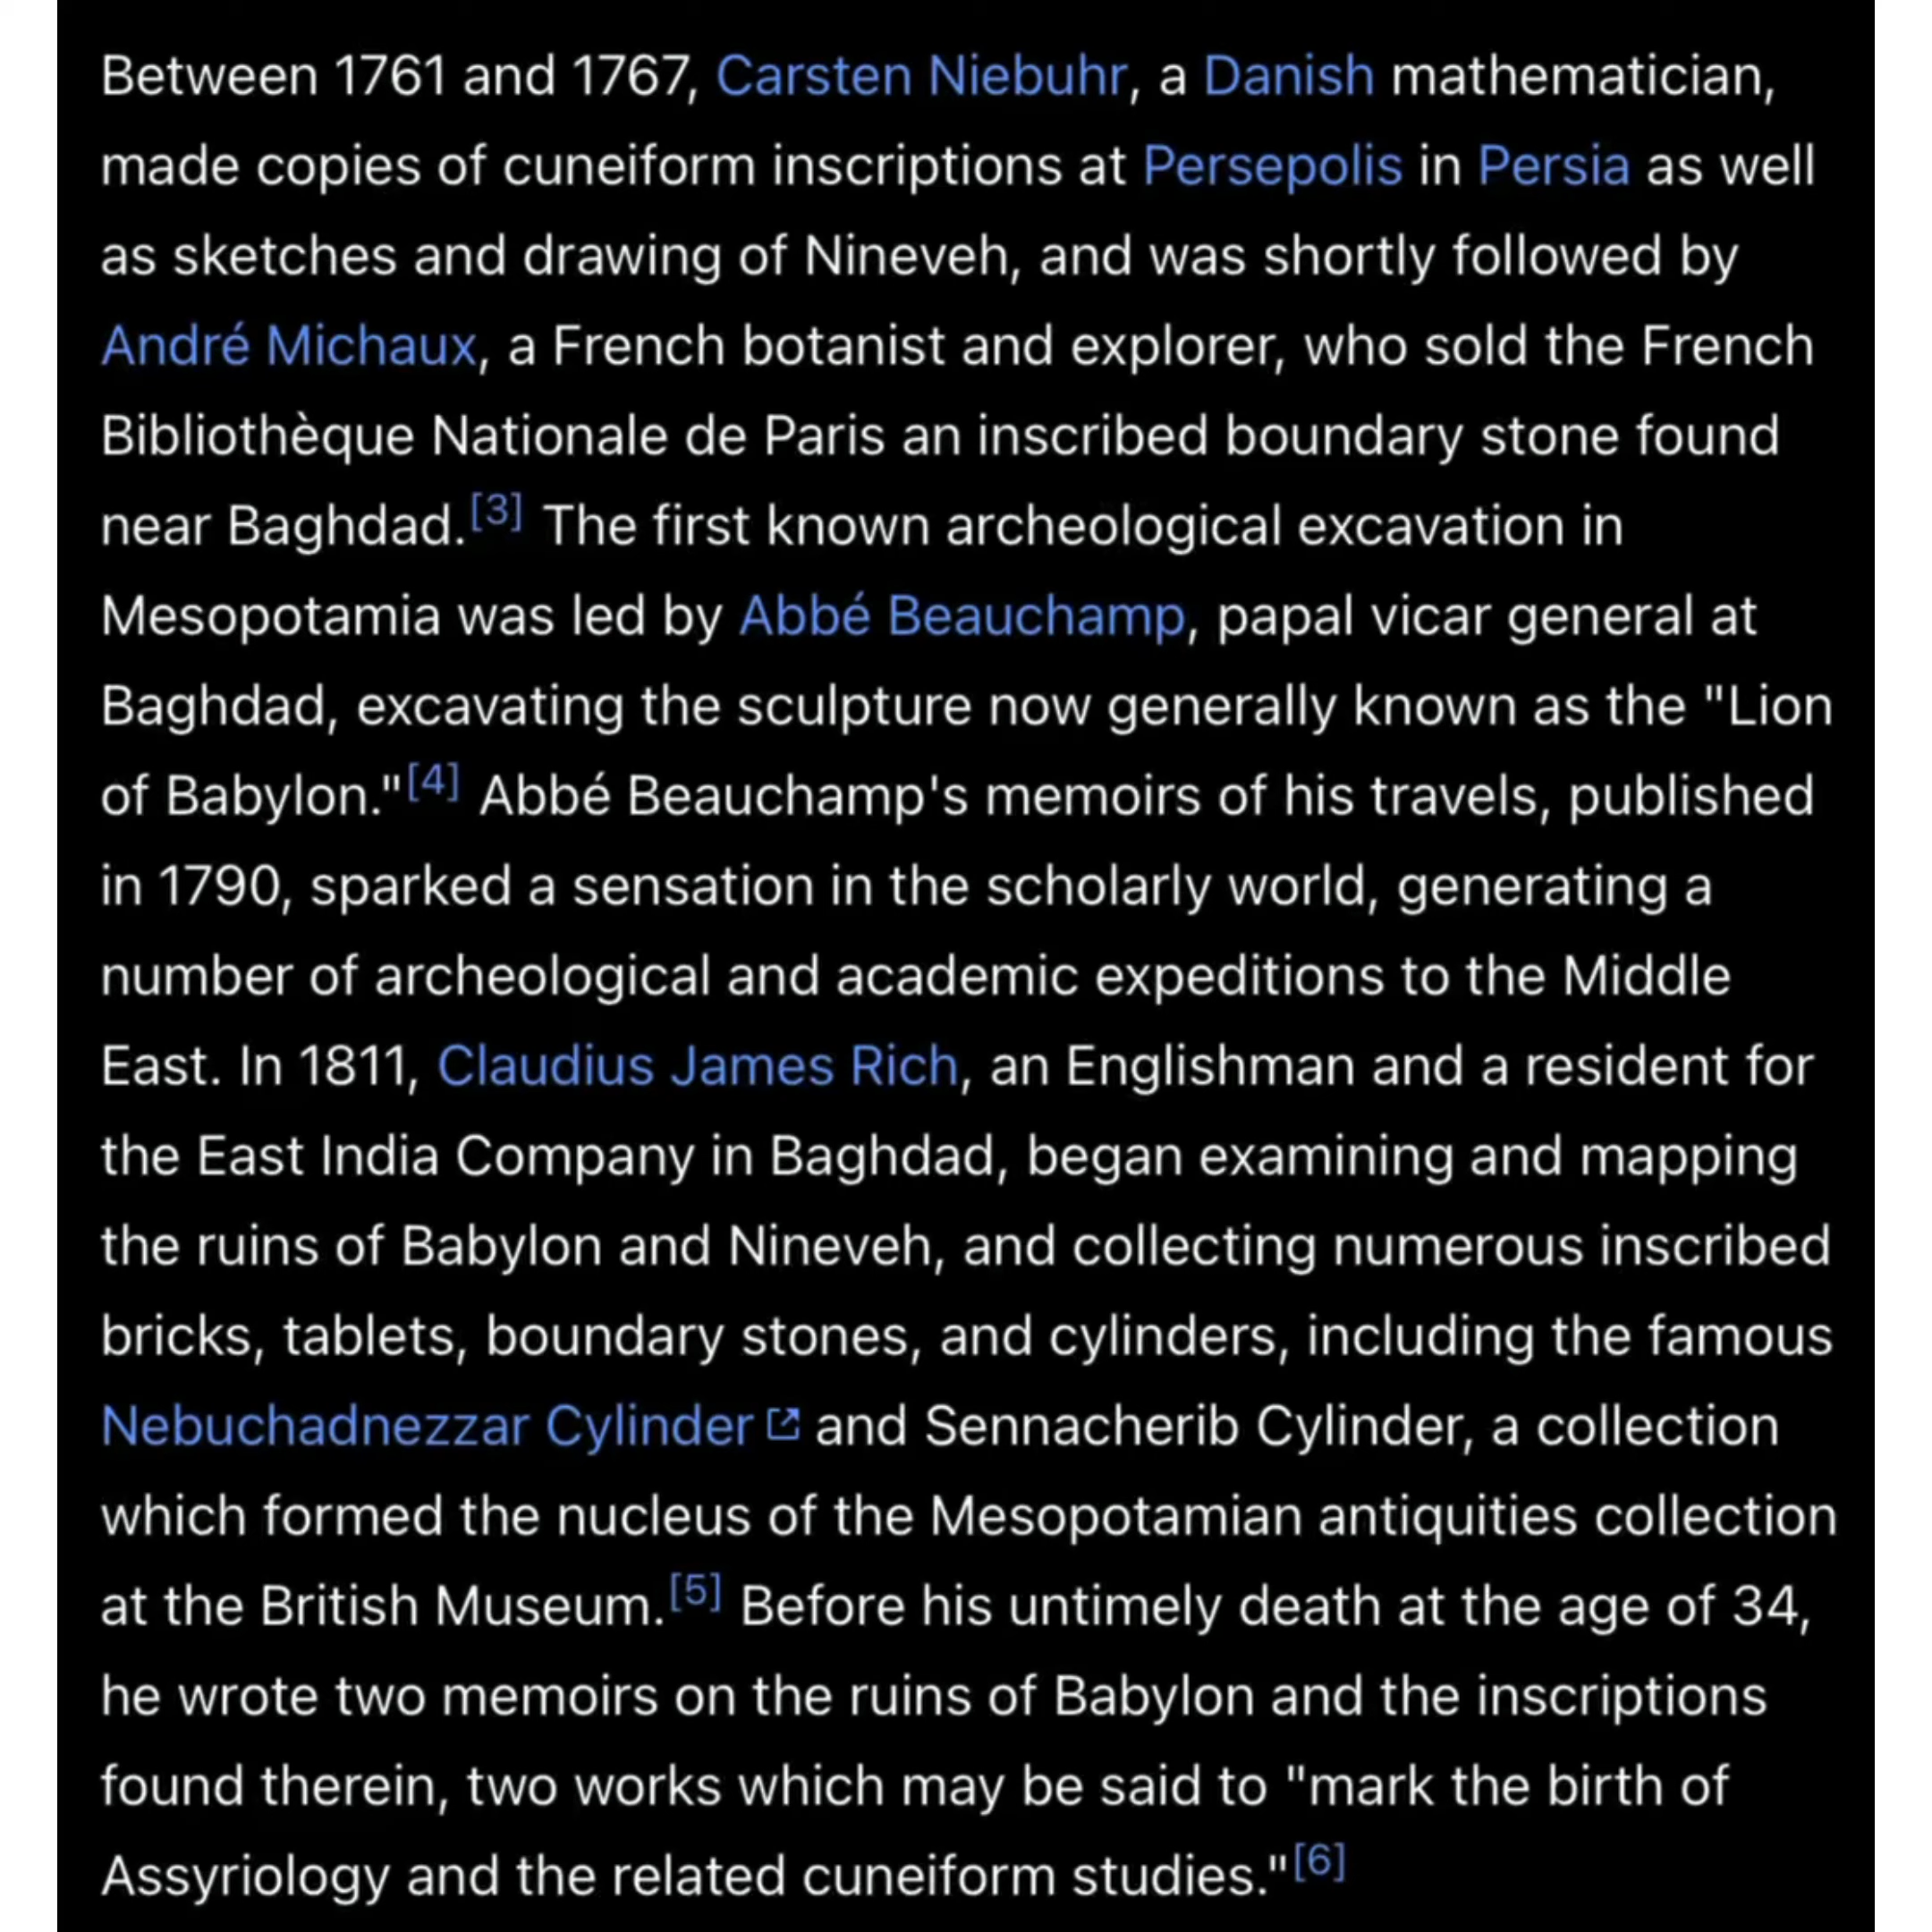 Between 1761 and 1767, Carsten Niebuhr, a Danish mathematician,
made copies of cuneiform inscriptions at Persepolis in Persia as well
as sketches and drawing of Nineveh, and was shortly followed by
André Michaux, a French botanist and explorer, who sold the French
Bibliothèque Nationale de Paris an inscribed boundary stone found
near Baghdad.[3] The first known archeological excavation in
Mesopotamia was led by Abbé Beauchamp, papal vicar general at
Baghdad, excavating the sculpture now generally known as the "Lion
of Babylon."[4] Abbé Beauchamp's memoirs of his travels, published
in 1790, sparked a sensation in the scholarly world, generating a
number of archeological and academic expeditions to the Middle
East. In 1811, Claudius James Rich, an Englishman and a resident for
the East India Company in Baghdad, began examining and mapping
the ruins of Babylon and Nineveh, and collecting numerous inscribed
bricks, tablets, boundary stones, and cylinders, including the famous
Nebuchadnezzar Cylinder and Sennacherib Cylinder, a collection
which formed the nucleus of the Mesopotamian antiquities collection
at the British Museum.[5] Before his untimely death at the age of 34,
he wrote two memoirs on the ruins of Babylon and the inscriptions
found therein, two works which may be said to "mark the birth of
Assyriology and the related cuneiform studies."[6]